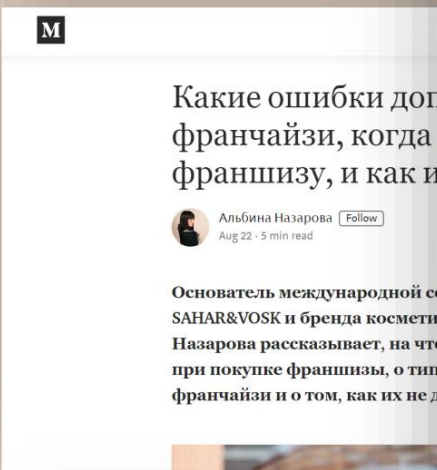 M
Какие ошибки доп
франчайзи, когда
франшизу, и как и
Альбина Назарова Follow
Aug 22 · 5 min read
Основатель международной с
SAHAR&VOSK и бренда космети
Назарова рассказывает, на чт
при покупке франшизы, о тип
франчайзи и о том, как их не д